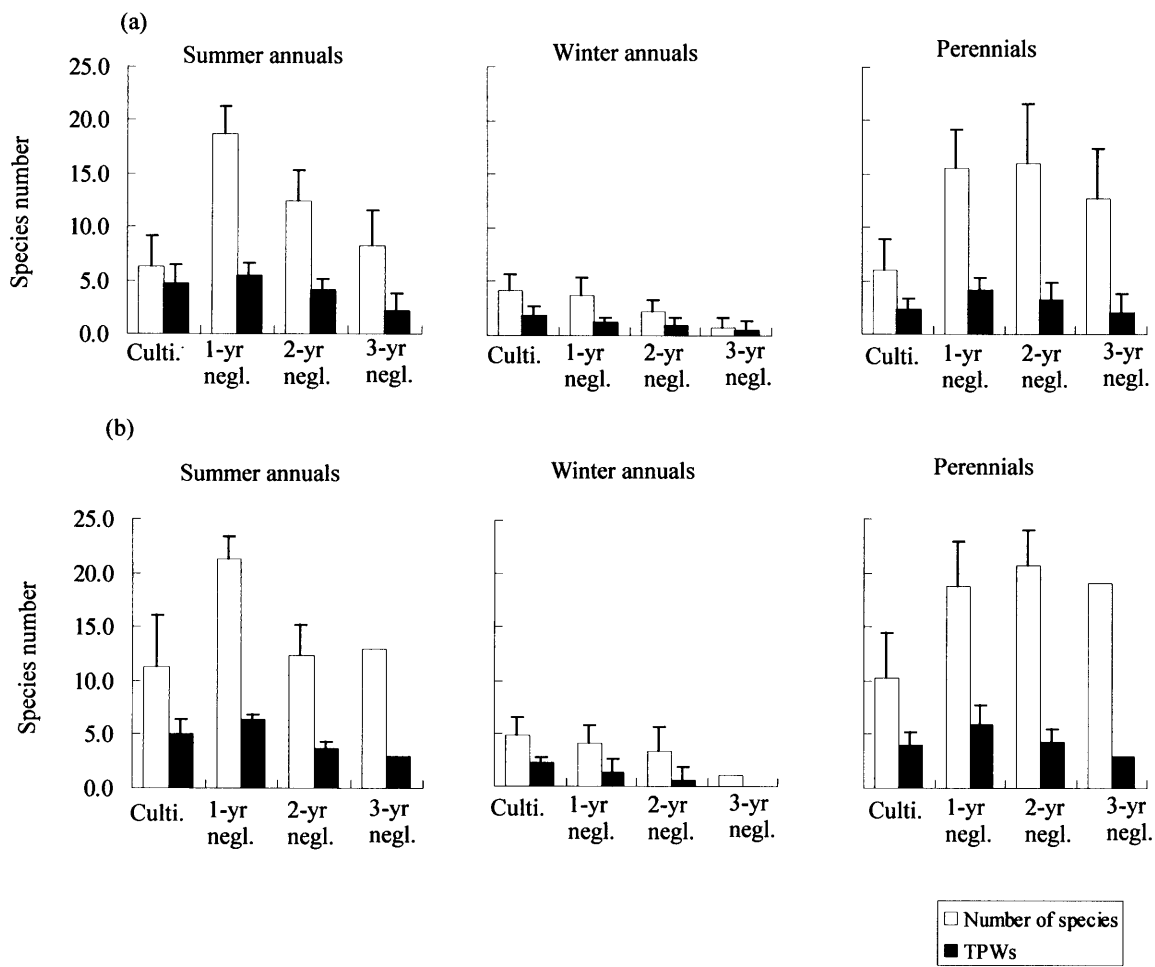 (a)
Summer annuals
Winter annuals
Perennials
Species number
25.0
20.0
15.0
10.0
5.0
0.0
Culti.
1-yr
negl.
2-yr
negl.
3-yr
negl.
Culti.
1-yr
negl.
2-yr
negl.
3-yr
negl.
Culti.
1-yr
negl.
2-yr
negl.
3-yr
negl.
(b)
Summer annuals
Winter annuals
Perennials
Species number
25.0
20.0
15.0
10.0
5.0
0.0
Culti.
1-yr
negl.
2-yr
negl.
3-yr
negl.
Culti.
1-yr
negl.
2-yr
negl.
3-yr
negl.
Culti.
1-yr
negl.
2-yr
negl.
3-yr
negl.
Number of species
TPWs